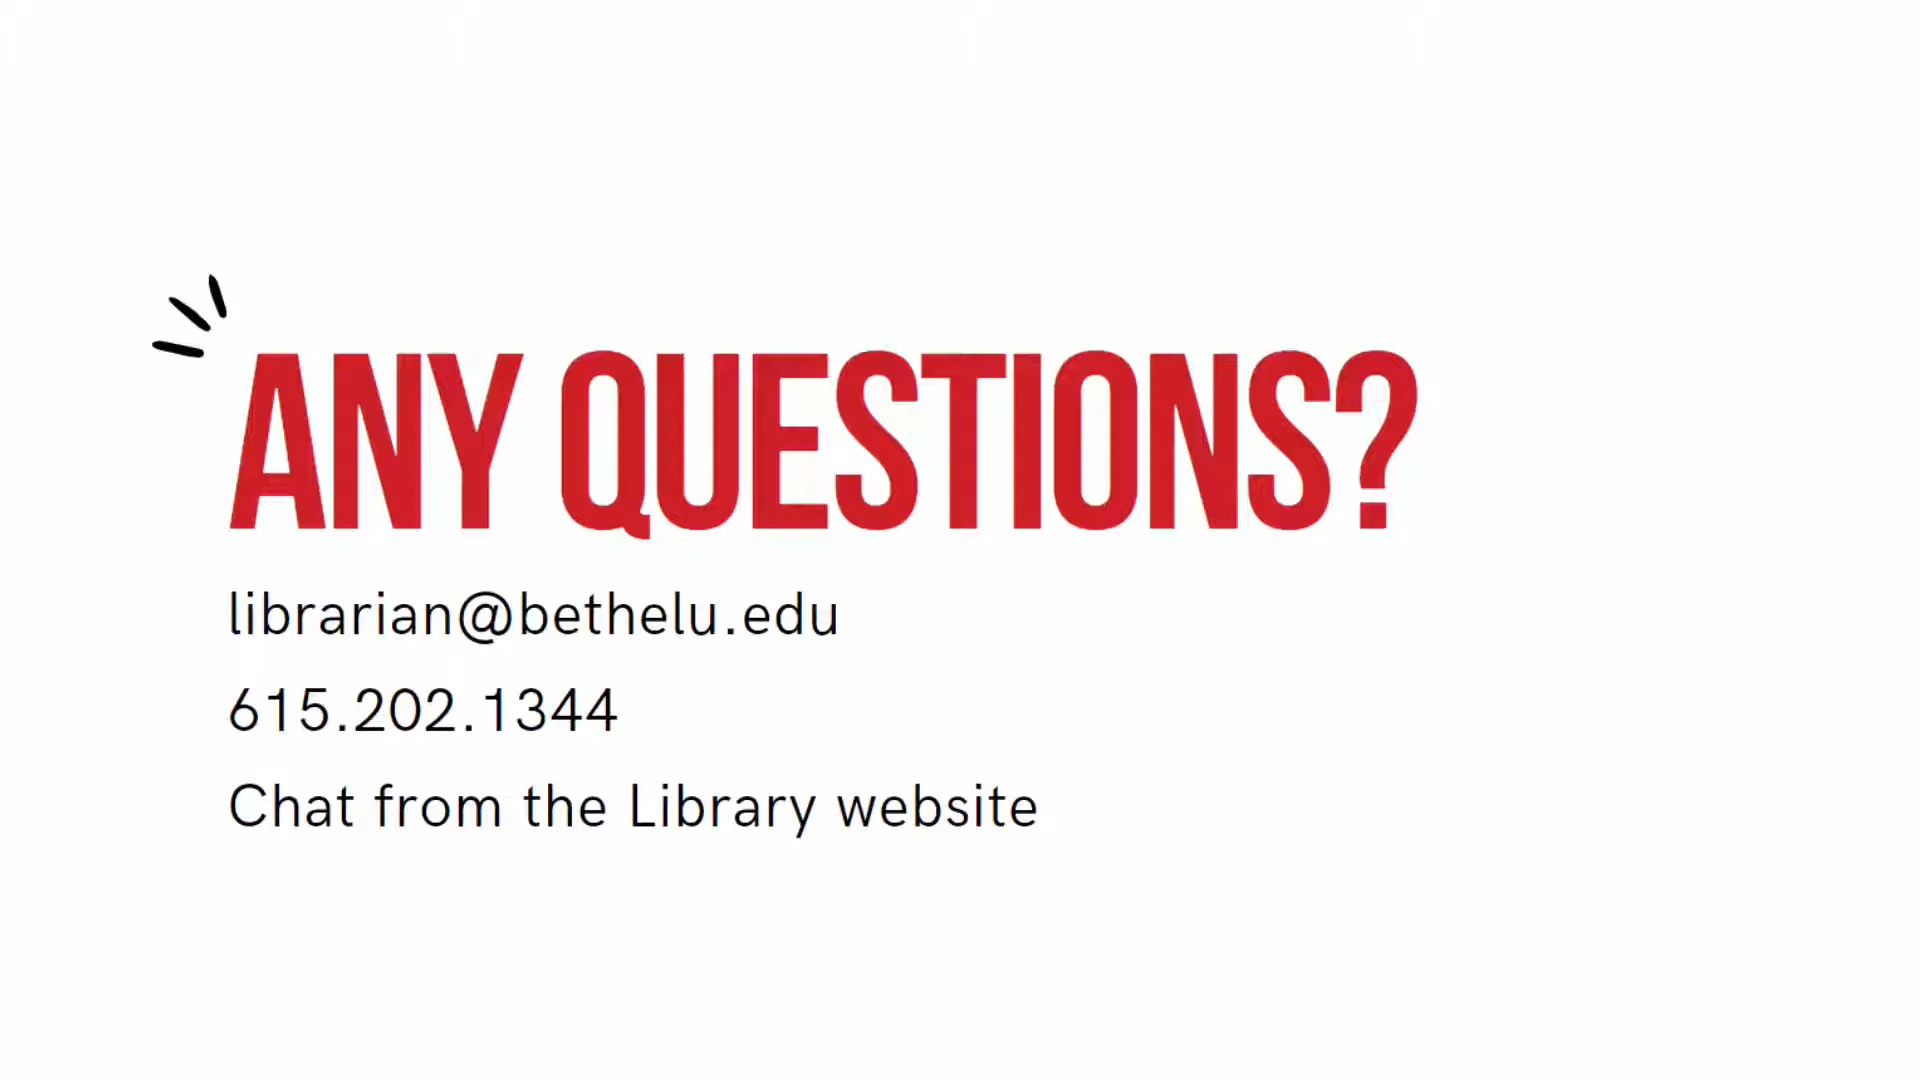 ANY QUESTIONS?
librarian@bethelu.edu
615.202.1344
Chat from the Library website